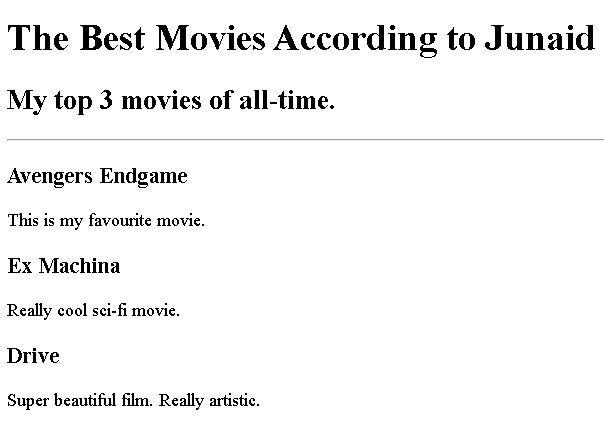 The Best Movies According to Junaid
My top 3 movies of all-time.
Avengers Endgame
This is my favourite movie.
Ex Machina
Really cool sci-fi movie.
Drive
Super beautiful film. Really artistic.